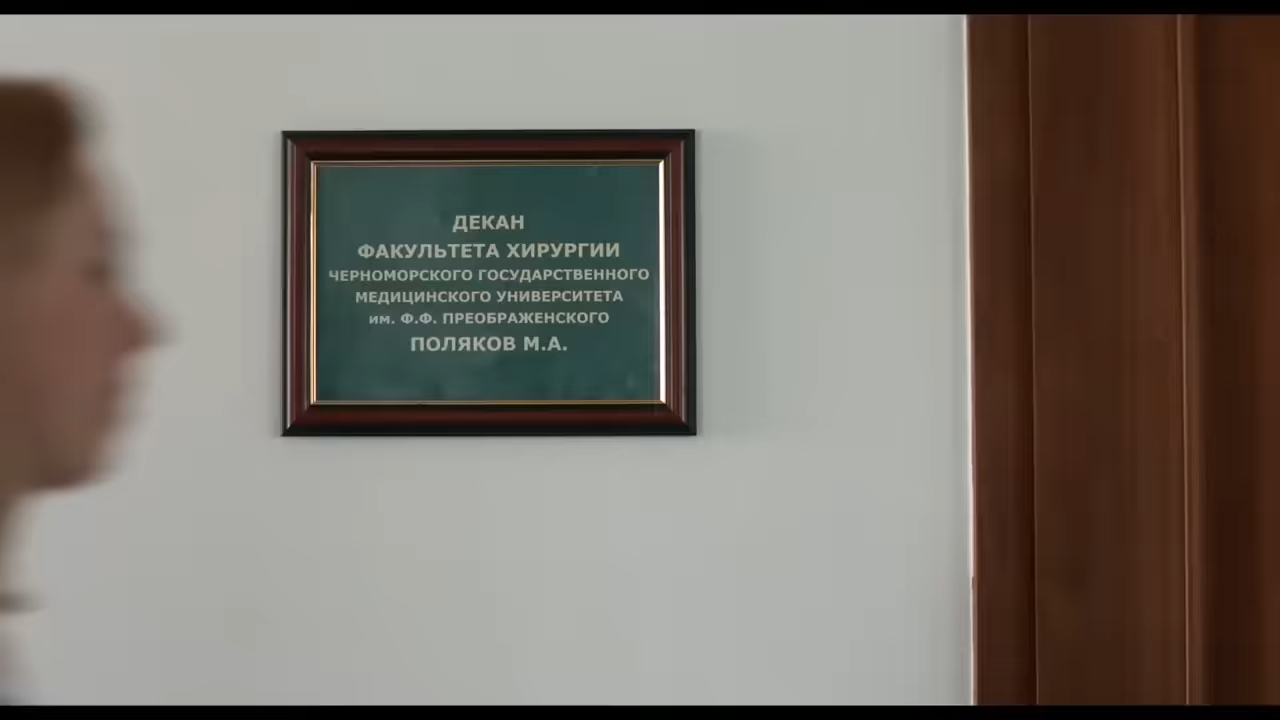 ДЕКАН
ФАКУЛЬТЕТА ХИРУРГИИ
ЧЕРНОМОРСКОГО ГОСУДАРСТВЕННОГО
МЕДИЦИНСКОГО УНИВЕРСИТЕТА
им. Ф.Ф. ПРЕОБРАЖЕНСКОГО
ПОЛЯКОВ М.А.